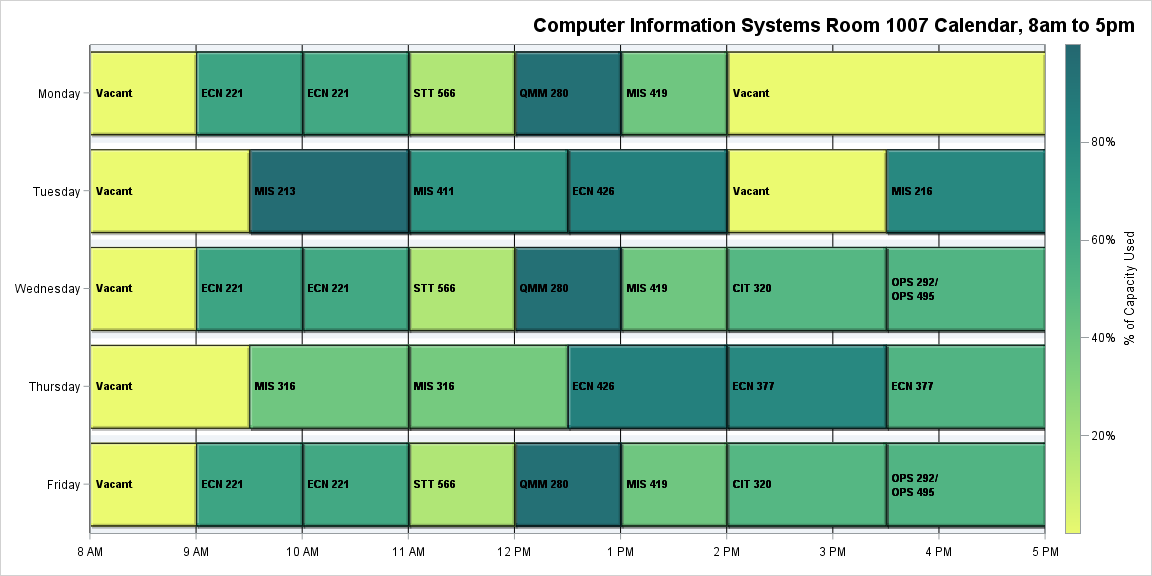 Computer Information Systems Room 1007 Calendar, 8am to 5pm
Monday
Vacant
ECN 221
ECN 221
STT 566
QMM 280
MIS 419
Vacant
Tuesday
Vacant
MIS 213
MIS 411
ECN 426
Vacant
MIS 216
Wednesday
Vacant
ECN 221
ECN 221
STT 566
QMM 280
MIS 419
CIT 320
OPS 292/
OPS 495
Thursday
Vacant
MIS 316
MIS 316
ECN 426
ECN 377
ECN 377
Friday
Vacant
ECN 221
ECN 221
STT 566
QMM 280
MIS 419
CIT 320
OPS 292/
OPS 495
8 AM
9 AM
10 AM
11 AM
12 PM
1 PM
2 PM
3 PM
4 PM
5 PM
80%
60%
40%
20%
% of Capacity Used